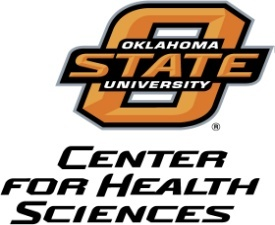 OKLAHOMA
STATE
UNIVERSITY
®
CENTER
FOR HEALTH
SCIENCES